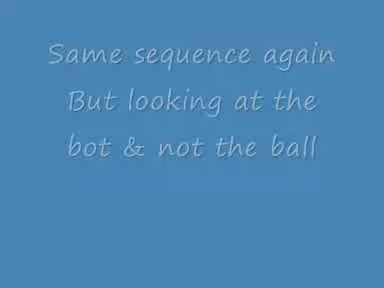 Same sequence again
But looking at the
bot & not the ball